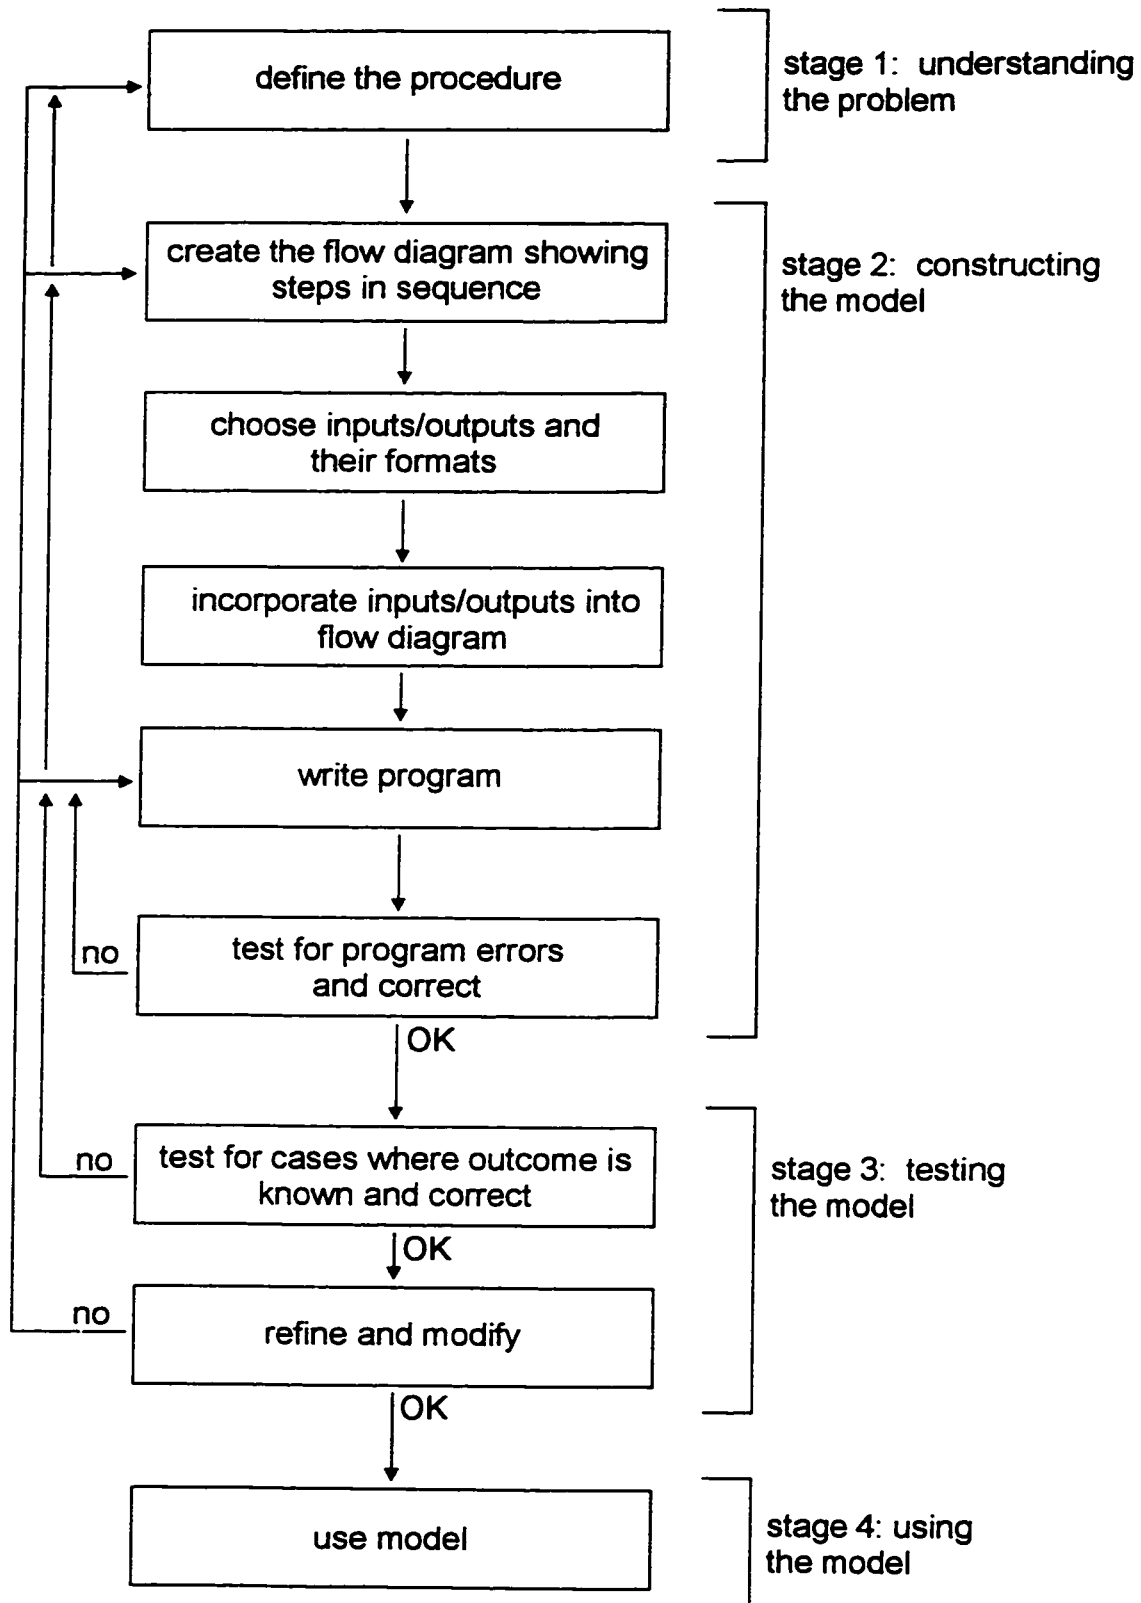 define the procedure
stage 1: understanding
the problem
create the flow diagram showing
steps in sequence
stage 2: constructing
the model
choose inputs/outputs and
their formats
incorporate inputs/outputs into
flow diagram
write program
no
test for program errors
and correct
OK
no
test for cases where outcome is
known and correct
stage 3: testing
the model
OK
no
refine and modify
OK
use model
stage 4: using
the model